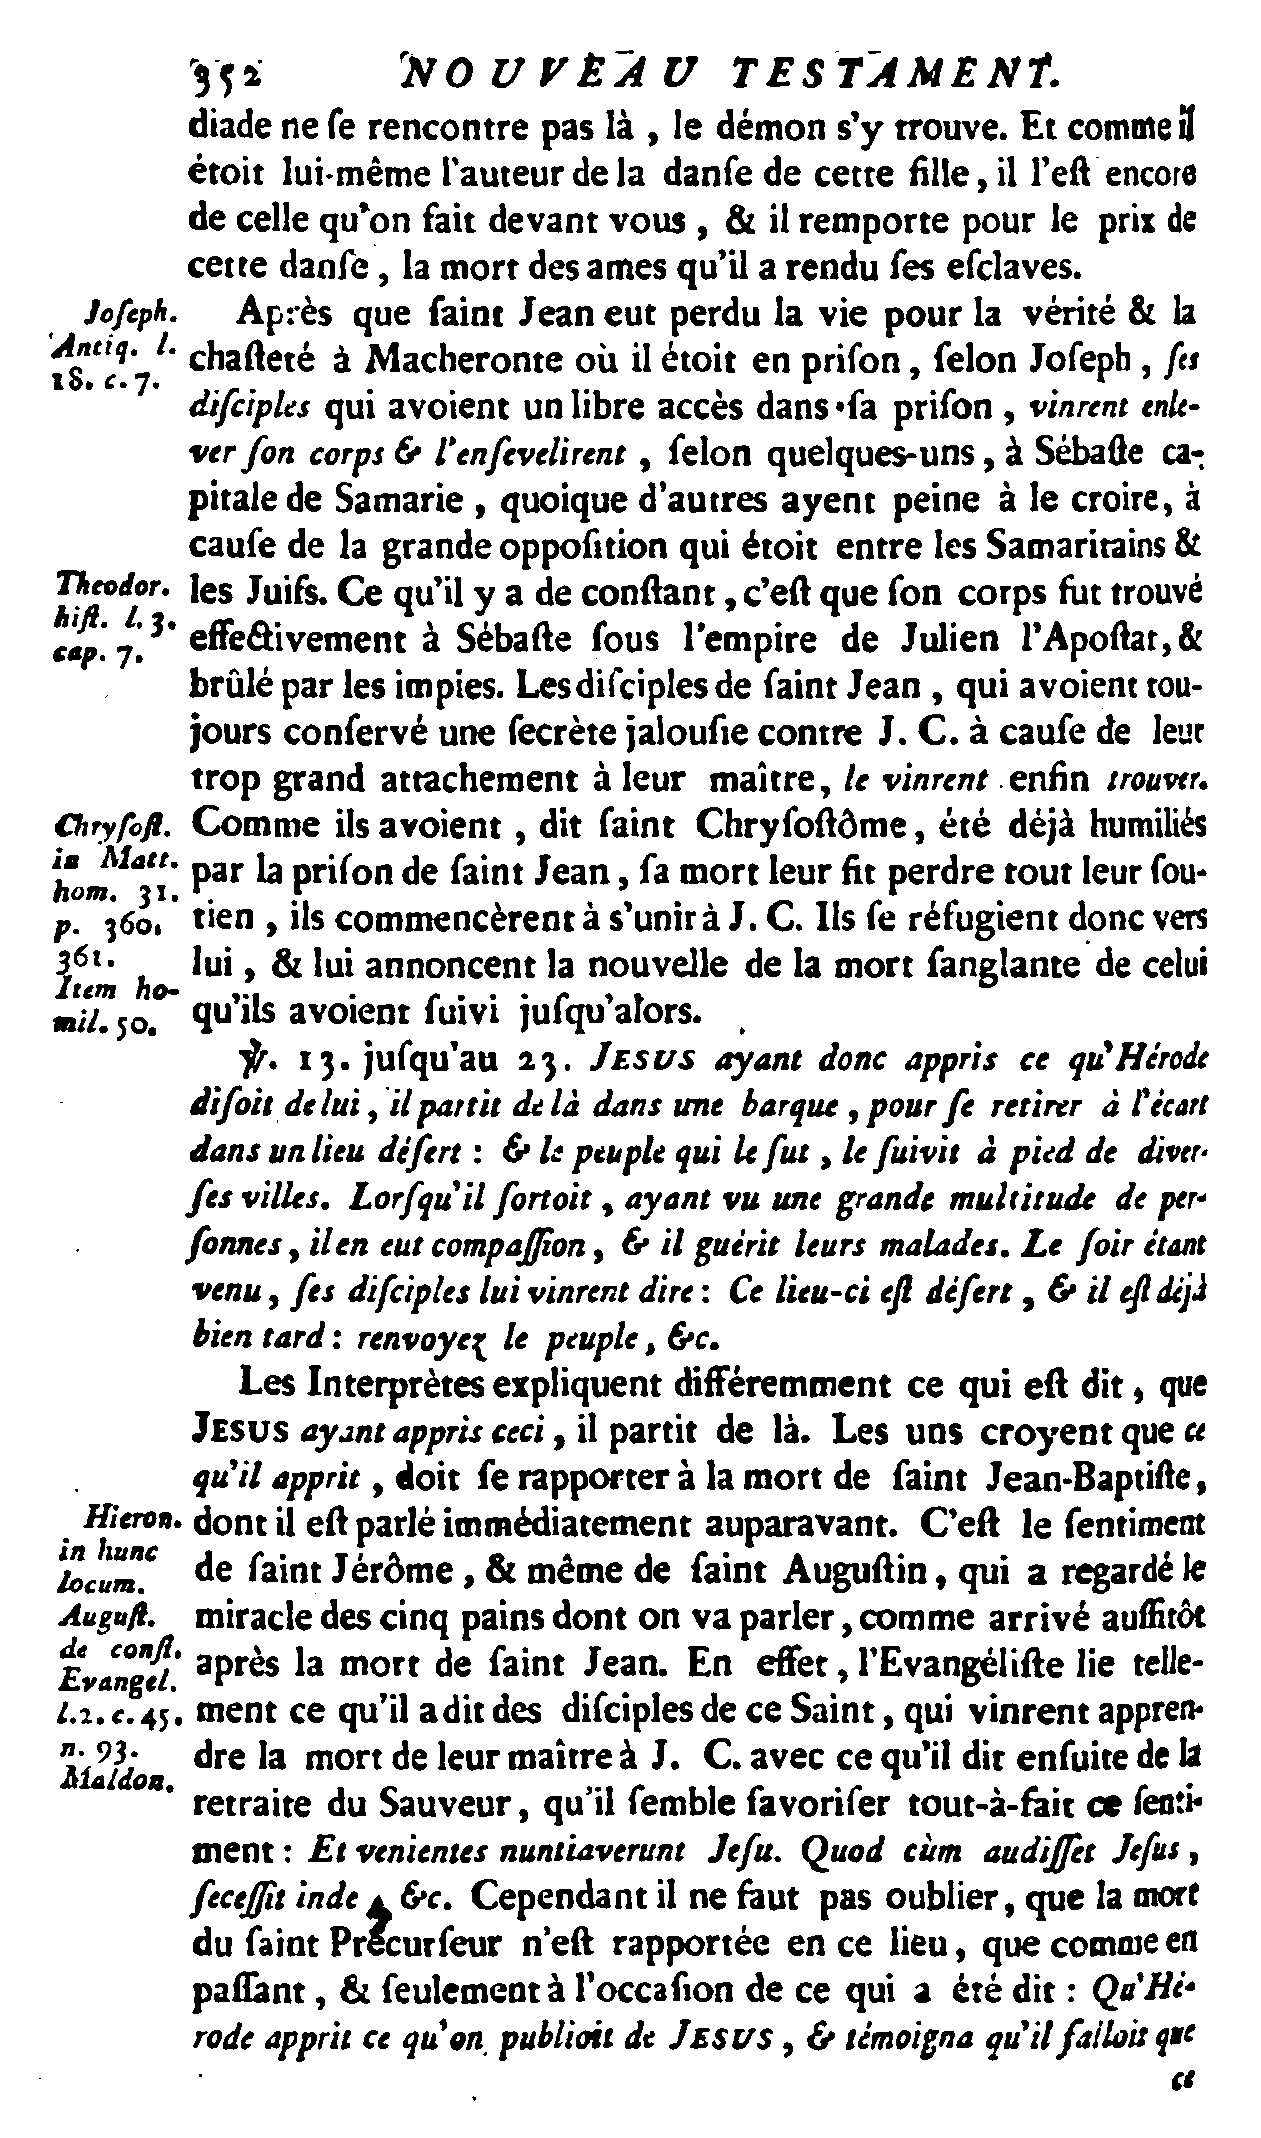 352 NOUVEAU TESTAMENT.
diade ne ſe rencontre pas là, le démon s'y trouve. Et comme il
étoit lui-même l'auteur de la danſe de cette fille, il l'eſt encore
de celle qu'on fait devant vous, & il remporte pour le prix de
cette danſe, la mort des ames qu'il a rendu ſes eſclaves.
Joſeph.
Antiq. l.
18. c. 7.
Après que ſaint Jean eut perdu la vie pour la vérité & la
chaſteté à Macheronte où il étoit en priſon, ſelon Joſeph, ſes
diſciples qui avoient un libre accès dans ſa priſon, vinrent enle-
ver ſon corps & l'enſevelirent, ſelon quelques-uns, à Sébaſte ca-
pitale de Samarie, quoique d'autres ayent peine à le croire, à
cauſe de la grande oppoſition qui étoit entre les Samaritains &
Theodor.
hiſt. l. 3.
cap. 7.
les Juifs. Ce qu'il y a de conſtant, c'eſt que ſon corps fut trouvé
effectivement à Sébaſte ſous l'empire de Julien l'Apoſtat, &
brûlé par les impies. Les diſciples de ſaint Jean, qui avoient tou-
jours conſervé une ſecrète jalouſie contre J. C. à cauſe de leur
trop grand attachement à leur maître, le vinrent enfin trouver.
Chryſoſt.
in Matt.
hom. 31.
p. 360.
361.
Item ho-
mil. 50.
Comme ils avoient, dit ſaint Chryſoſtôme, été déjà humiliés
par la priſon de ſaint Jean, ſa mort leur fit perdre tout leur ſou-
tien, ils commencèrent à s'unir à J. C. Ils ſe réfugient donc vers
lui, & lui annoncent la nouvelle de la mort ſanglante de celui
qu'ils avoient ſuivi juſqu'alors.
℣. 13. juſqu'au 23. JESUS ayant donc appris ce qu'Hérode
diſoit de lui, il partit de là dans une barque, pour ſe retirer à l'écart
dans un lieu déſert : & le peuple qui le ſut, le ſuivit à pied de diver-
ſes villes. Lorſqu'il ſortoit, ayant vu une grande multitude de per-
ſonnes, il en eut compaſſion, & il guérit leurs malades. Le ſoir étant
venu, ſes diſciples lui vinrent dire : Ce lieu-ci eſt déſert, & il eſt déjà
bien tard : renvoyez le peuple, &c.
Les Interprètes expliquent différemment ce qui eſt dit, que
JESUS ayant appris ceci, il partit de là. Les uns croyent que ce
qu'il apprit, doit ſe rapporter à la mort de ſaint Jean-Baptiſte,
Hieron.
in hunc
locum.
Auguſt.
de conſ.
Evangel.
l. 2. c. 45.
n. 93.
Maldon.
dont il eſt parlé immédiatement auparavant. C'eſt le ſentiment
de ſaint Jérôme, & même de ſaint Auguſtin, qui a regardé le
miracle des cinq pains dont on va parler, comme arrivé auſſitôt
après la mort de ſaint Jean. En effet, l'Evangéliſte lie telle-
ment ce qu'il a dit des diſciples de ce Saint, qui vinrent appren-
dre la mort de leur maître à J. C. avec ce qu'il dit enſuite de la
retraite du Sauveur, qu'il ſemble favoriſer tout-à-fait ce ſenti-
ment : Et venientes nuntiaverunt Jeſu. Quod cùm audiſſet Jeſus,
ſeceſſit inde, &c. Cependant il ne faut pas oublier, que la mort
du ſaint Précurſeur n'eſt rapportée en ce lieu, que comme en
paſſant, & ſeulement à l'occaſion de ce qui a été dit : Qu'Hé-
rode apprit ce qu'on publioit de JESUS, & témoigna qu'il falloit que
ce